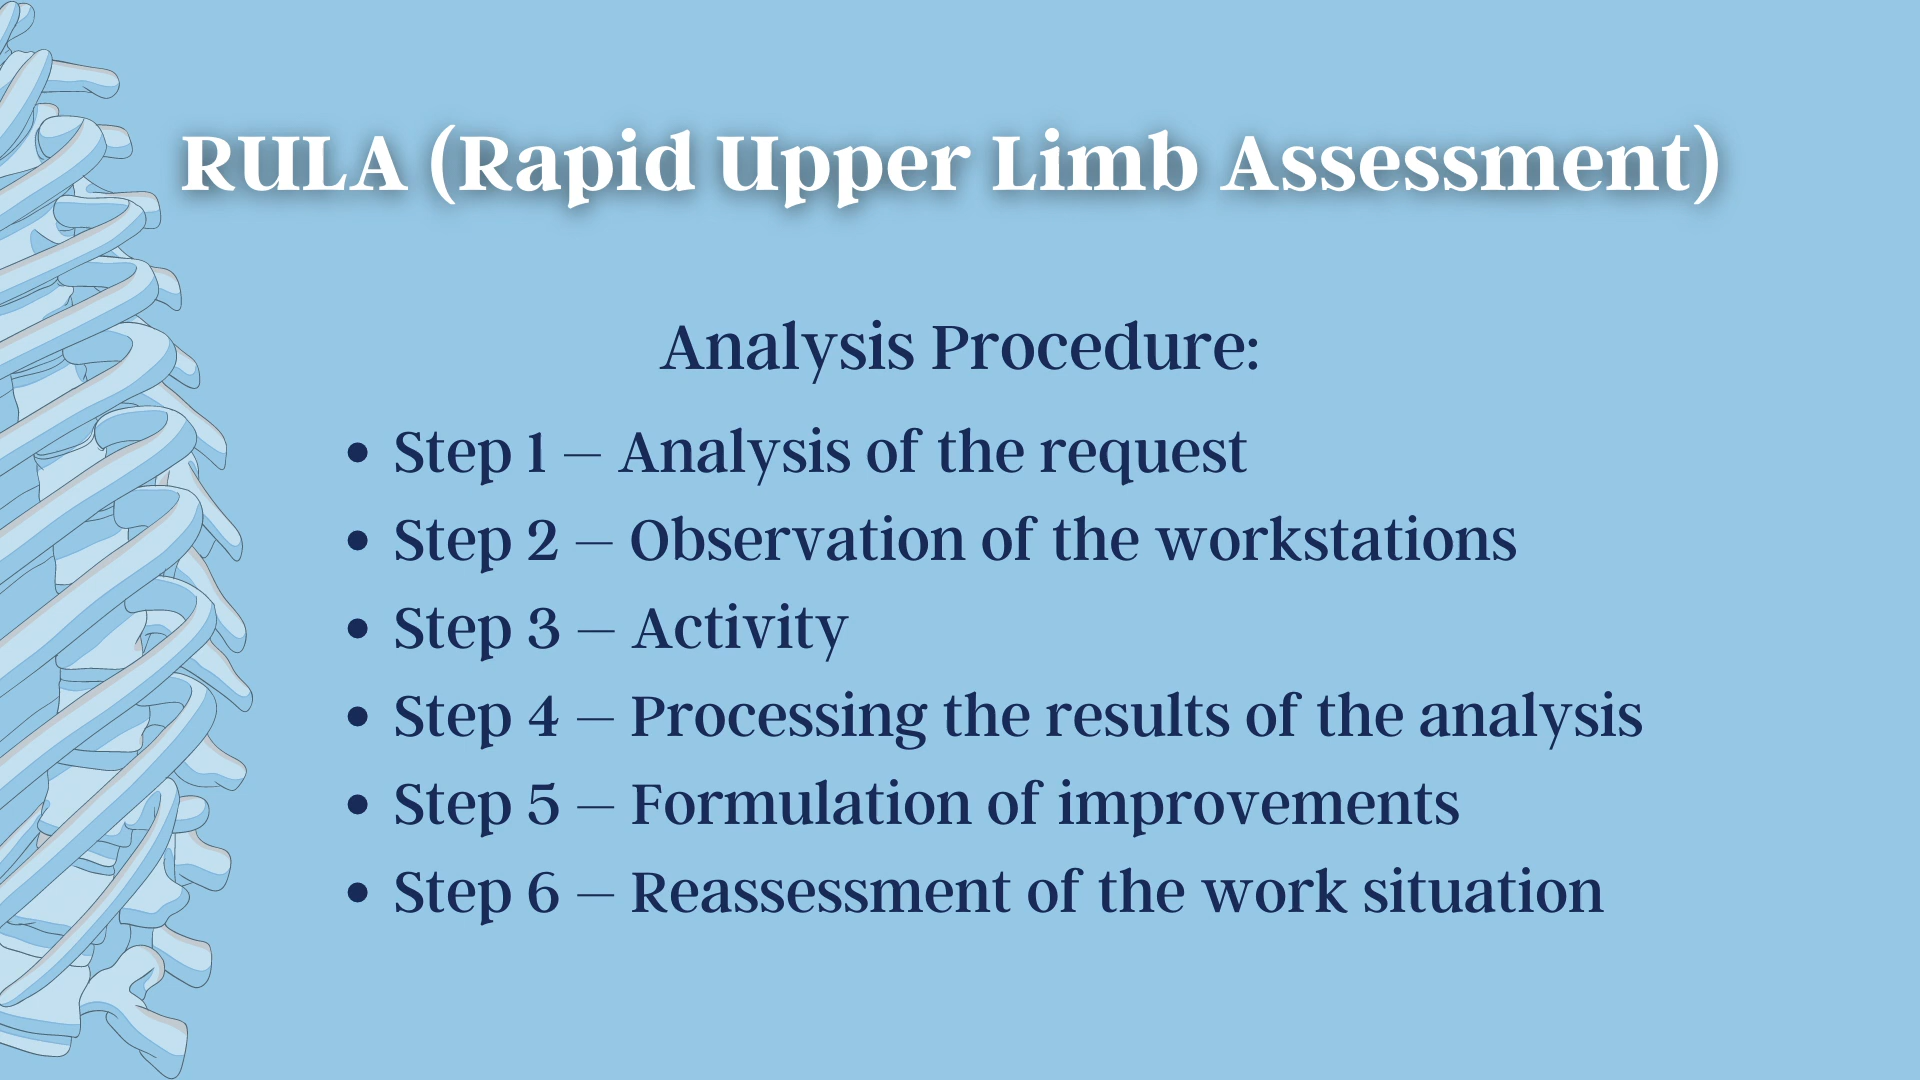 RULA (Rapid Upper Limb Assessment)
Analysis Procedure:
• Step 1 – Analysis of the request
• Step 2 – Observation of the workstations
• Step 3 – Activity
• Step 4 – Processing the results of the analysis
• Step 5 – Formulation of improvements
• Step 6 – Reassessment of the work situation